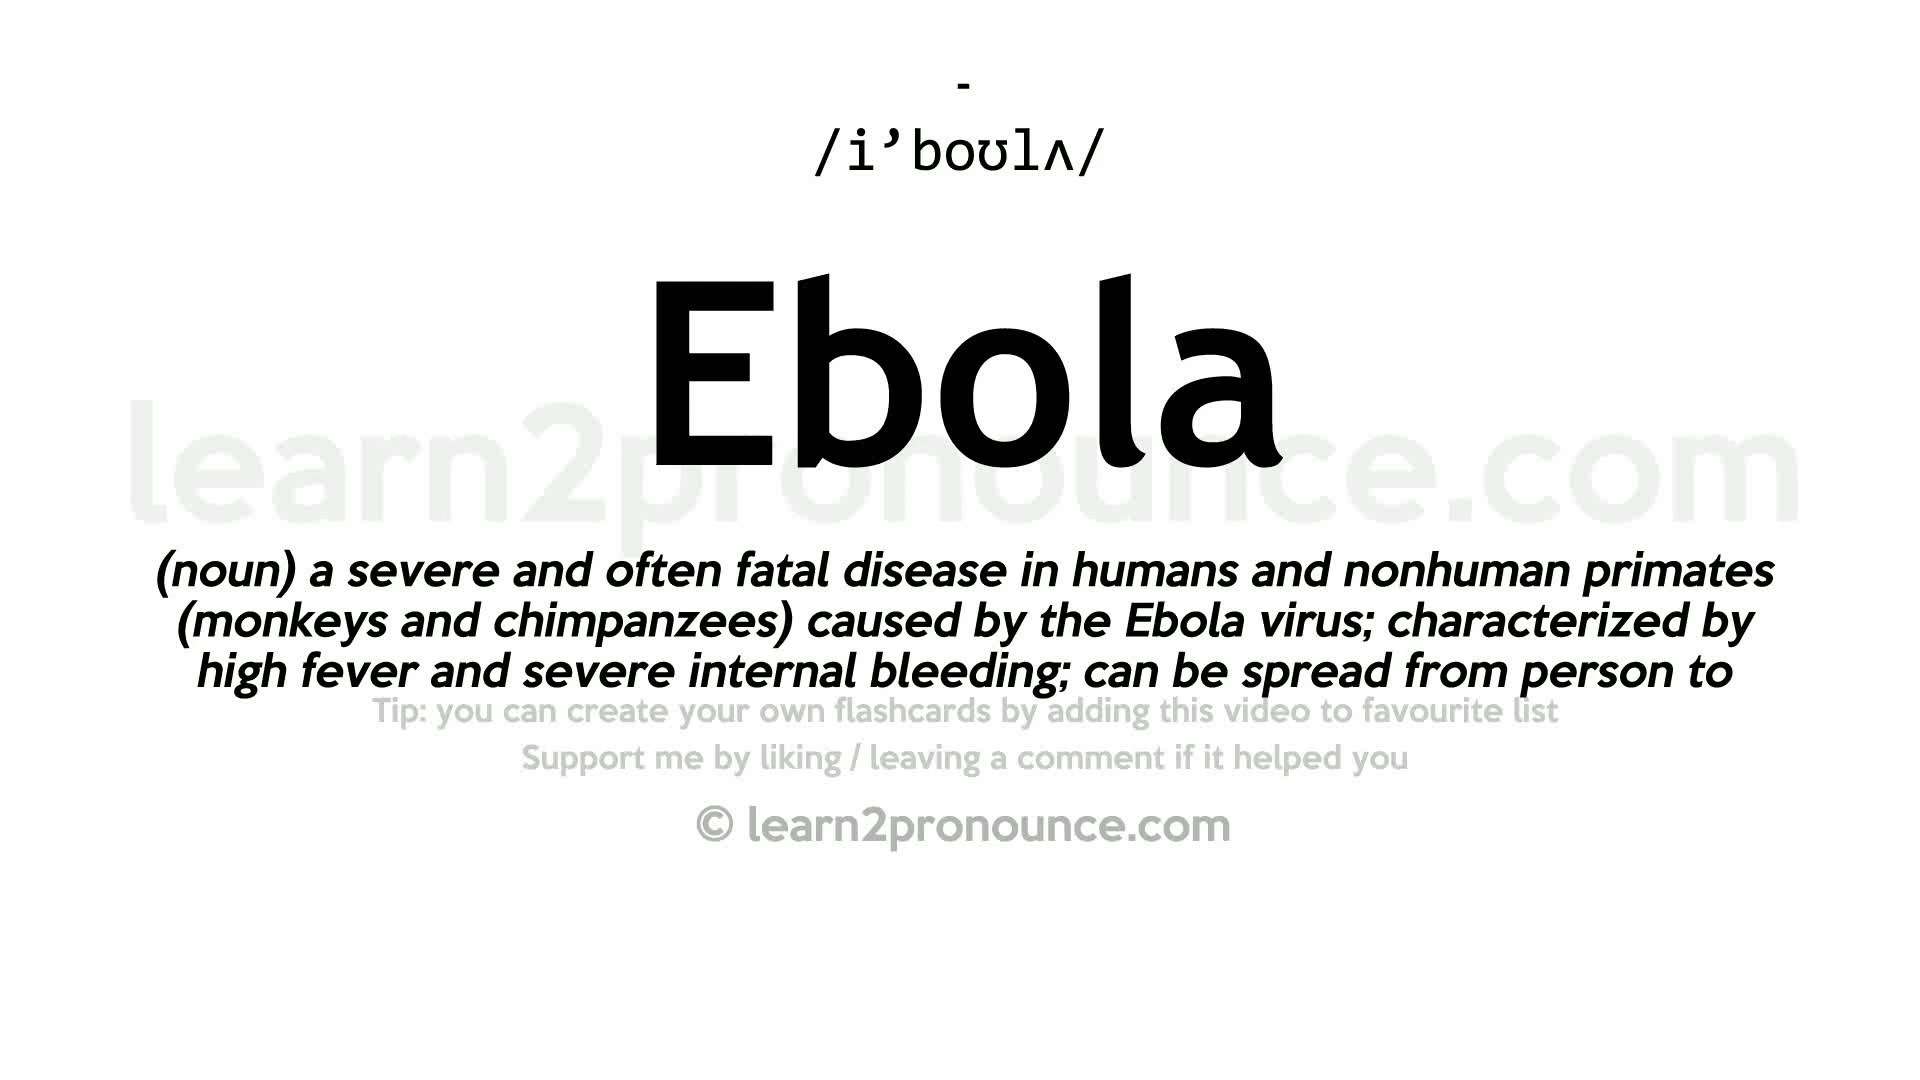 -
/i’boʊlʌ/
Ebola
learn2pronounce.com
(noun) a severe and often fatal disease in humans and nonhuman primates
(monkeys and chimpanzees) caused by the Ebola virus; characterized by
high fever and severe internal bleeding; can be spread from person to
Tip: you can create your own flashcards by adding this video to favourite list
Support me by liking / leaving a comment if it helped you
© learn2pronounce.com